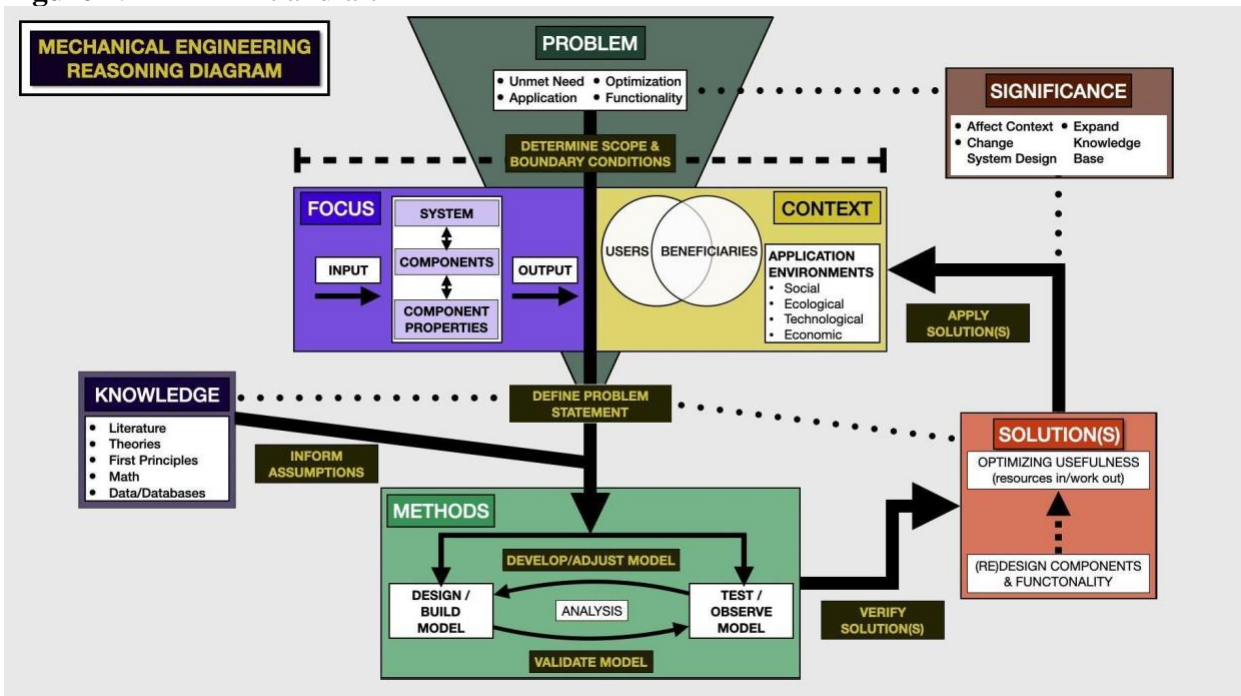 MECHANICAL ENGINEERING
REASONING DIAGRAM
PROBLEM
• Unmet Need • Optimization
• Application • Functionality
SIGNIFICANCE
• Affect Context • Expand
• Change Knowledge
System Design Base
DETERMINE SCOPE &
BOUNDARY CONDITIONS
FOCUS
INPUT
SYSTEM
COMPONENTS
COMPONENT
PROPERTIES
OUTPUT
CONTEXT
USERS
BENEFICIARIES
APPLICATION
ENVIRONMENTS
• Social
• Ecological
• Technological
• Economic
APPLY
SOLUTION(S)
KNOWLEDGE
• Literature
• Theories
• First Principles
• Math
• Data/Databases
DEFINE PROBLEM
STATEMENT
INFORM
ASSUMPTIONS
SOLUTION(S)
OPTIMIZING USEFULNESS
(resources in/work out)
(RE)DESIGN COMPONENTS
& FUNCTONALITY
METHODS
DEVELOP/ADJUST MODEL
DESIGN /
BUILD
MODEL
ANALYSIS
TEST /
OBSERVE
MODEL
VALIDATE MODEL
VERIFY
SOLUTION(S)